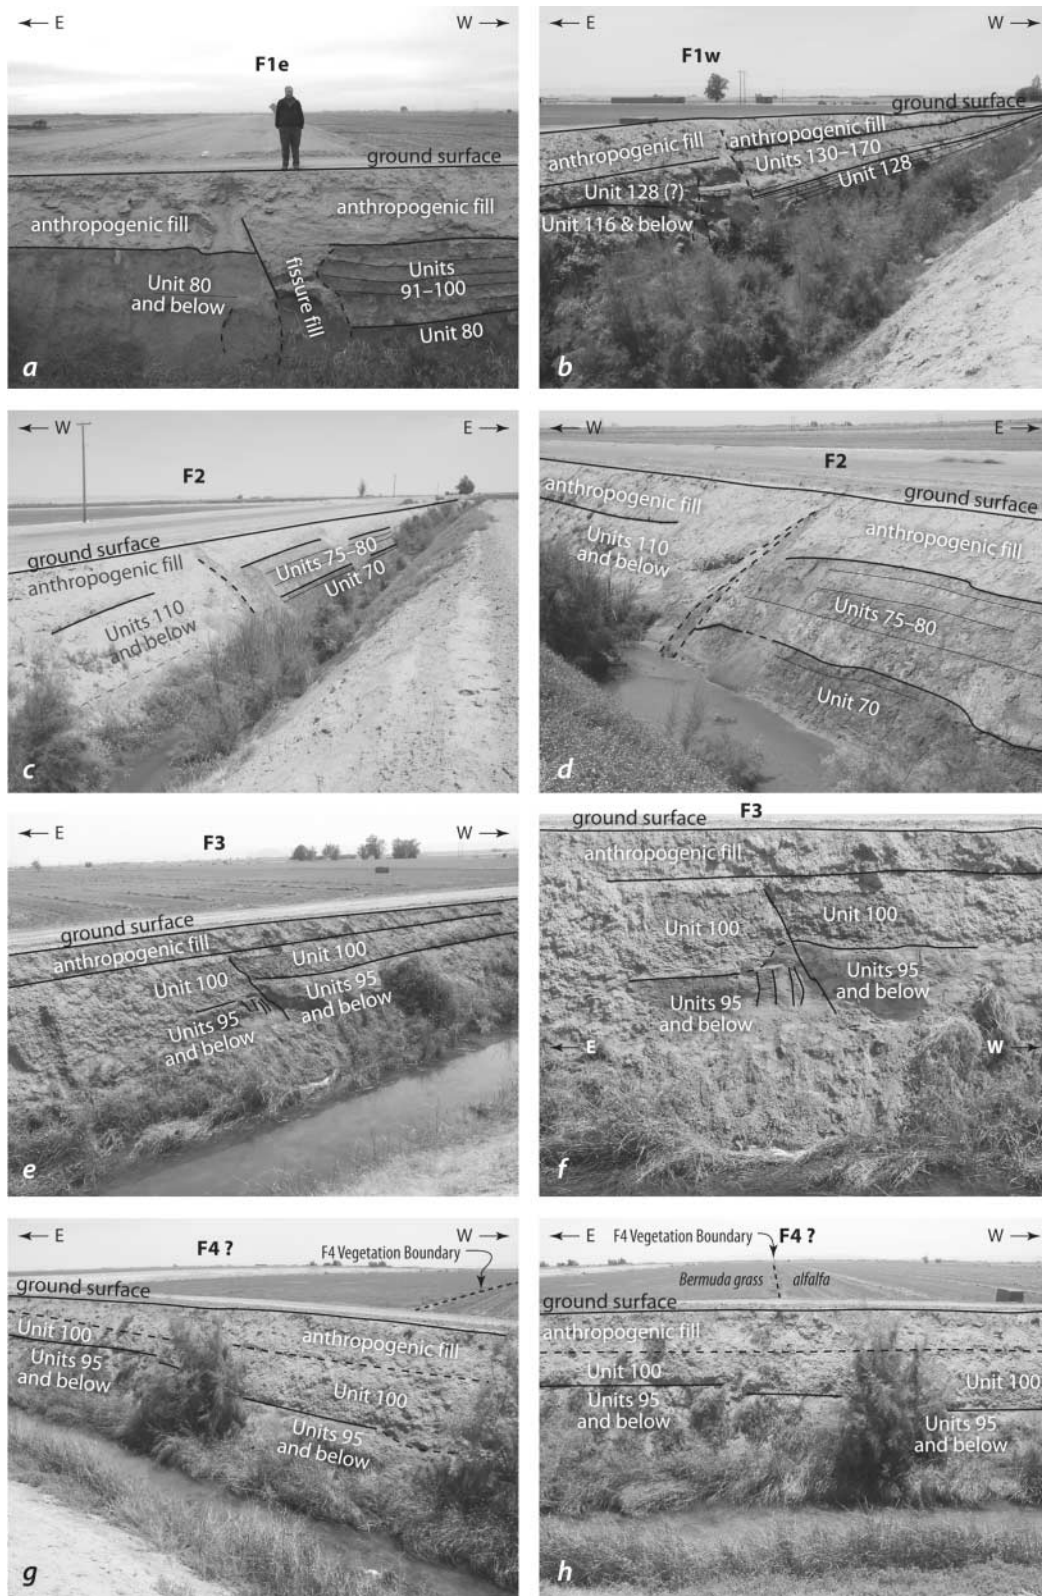 ← E
W →
F1e
ground surface
anthropogenic fill
anthropogenic fill
fissure fill
Unit 80
and below
Units
91–100
Unit 80
a
← E
W →
F1w
ground surface
anthropogenic fill
anthropogenic fill
Units 130–170
Unit 128
Unit 128 (?)
Unit 116 & below
b
← W
E →
F2
ground surface
anthropogenic fill
Units 75–80
Unit 70
Units 110
and below
c
← W
E →
F2
ground surface
anthropogenic fill
anthropogenic fill
Units 110
and below
Units 75–80
Unit 70
d
← E
W →
F3
ground surface
anthropogenic fill
Unit 100
Unit 100
Units 95
and below
Units 95
and below
e
F3
ground surface
anthropogenic fill
Unit 100
Unit 100
Units 95
and below
Units 95
and below
← E
W →
f
← E
W →
F4 ?
F4 Vegetation Boundary
ground surface
anthropogenic fill
Unit 100
Units 95
and below
Unit 100
Units 95
and below
g
← E
W →
F4 Vegetation Boundary
F4 ?
Bermuda grass
alfalfa
ground surface
anthropogenic fill
Unit 100
Unit 100
Units 95
and below
Units 95
and below
h